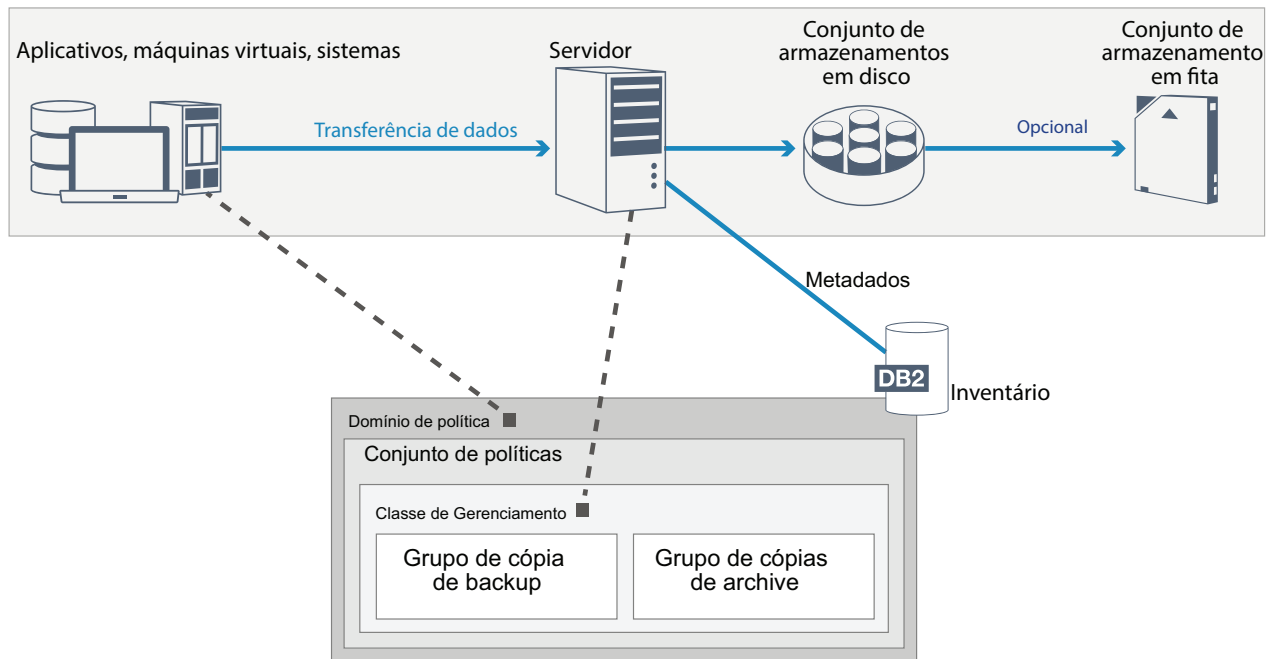 Aplicativos, máquinas virtuais, sistemas
Servidor
Conjunto de
armazenamentos
em disco
Conjunto de
armazenamento
em fita
Transferência de dados
Opcional
Metadados
DB2
Inventário
Domínio de política
Conjunto de políticas
Classe de Gerenciamento
Grupo de cópia
de backup
Grupo de cópias
de archive